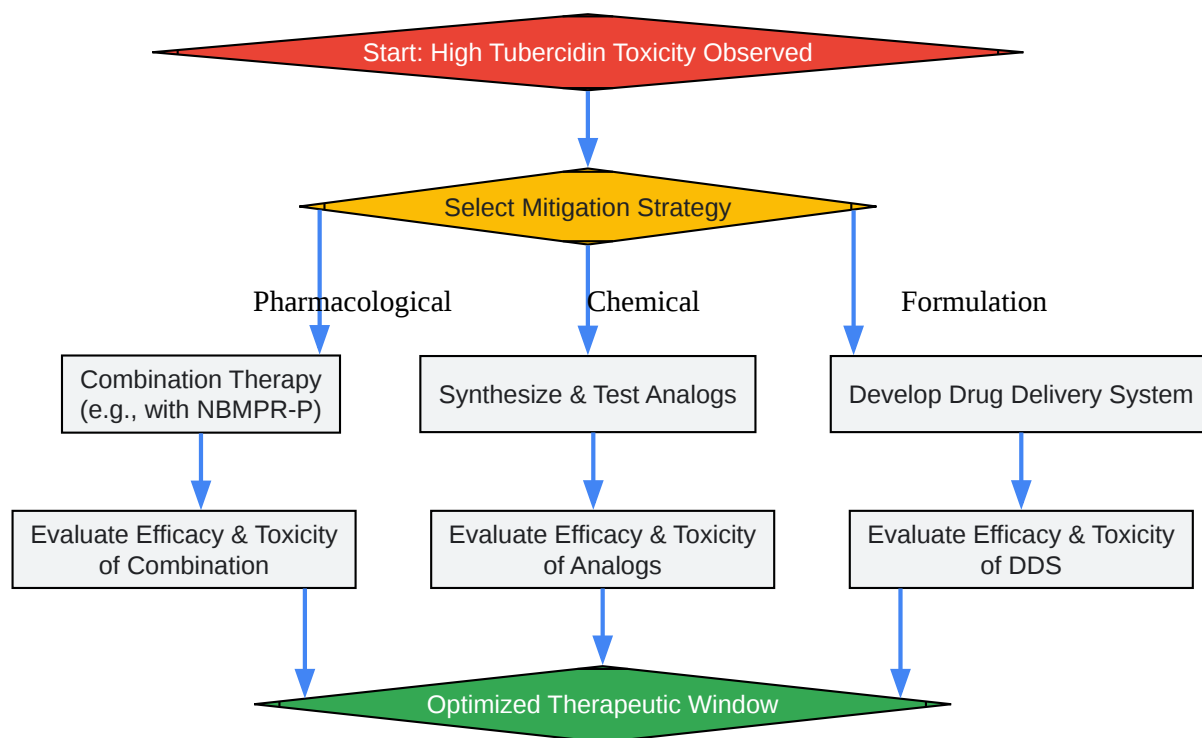 Start: High Tubercidin Toxicity Observed
Select Mitigation Strategy
Pharmacological
Chemical
Formulation
Combination Therapy
(e.g., with NBMPR-P)
Synthesize & Test Analogs
Develop Drug Delivery System
Evaluate Efficacy & Toxicity
of Combination
Evaluate Efficacy & Toxicity
of Analogs
Evaluate Efficacy & Toxicity
of DDS
Optimized Therapeutic Window